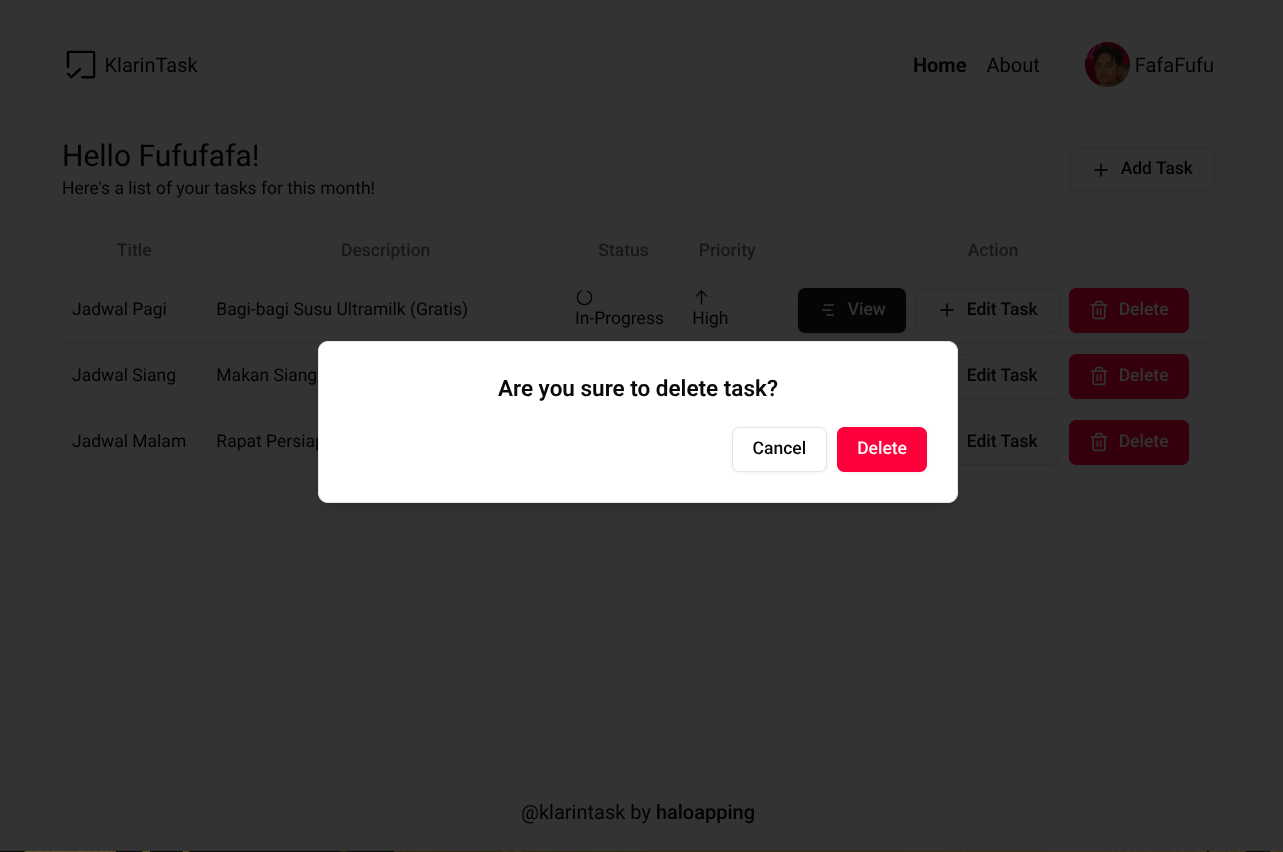 KlarinTask
Home About FafaFufu
Hello Fufufafa!
Here's a list of your tasks for this month!
Add Task
Title Description Status Priority Action
Jadwal Pagi Bagi-bagi Susu Ultramilk (Gratis) In-Progress High View Edit Task Delete
Jadwal Siang Makan Siang Edit Task Delete
Jadwal Malam Rapat Edit Task Delete
Are you sure to delete task?
Cancel Delete
@klarintask by haloapping